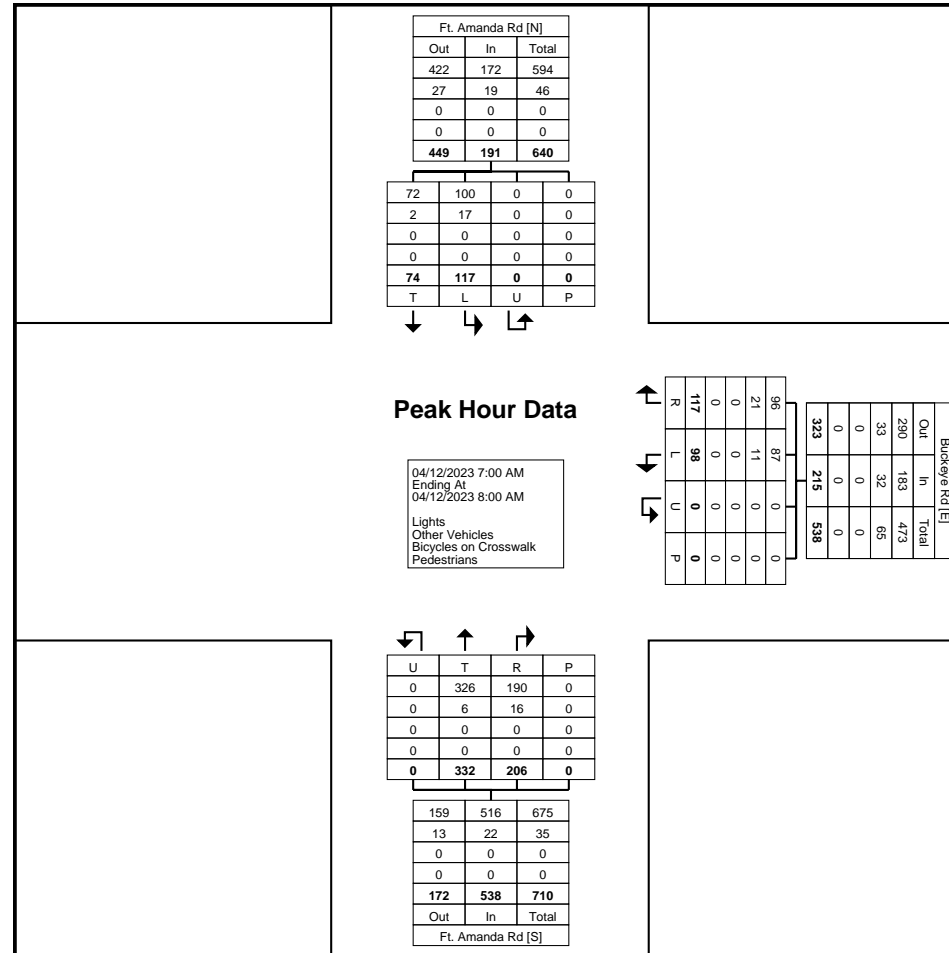 Ft. Amanda Rd [N]
Out In Total
422 172 594
27 19 46
0 0 0
0 0 0
449 191 640
72 100 0 0
2 17 0 0
0 0 0 0
0 0 0 0
74 117 0 0
T L U P
Peak Hour Data
04/12/2023 7:00 AM
Ending At
04/12/2023 8:00 AM
Lights
Other Vehicles
Bicycles on Crosswalk
Pedestrians
Buckeye Rd [E]
Out In Total
290 183 473
33 32 65
0 0 0
0 0 0
323 215 538
96 87 0 0
21 11 0 0
0 0 0 0
0 0 0 0
117 98 0 0
R L U P
U T R P
0 326 190 0
0 6 16 0
0 0 0 0
0 0 0 0
0 332 206 0
159 516 675
13 22 35
0 0 0
0 0 0
172 538 710
Out In Total
Ft. Amanda Rd [S]